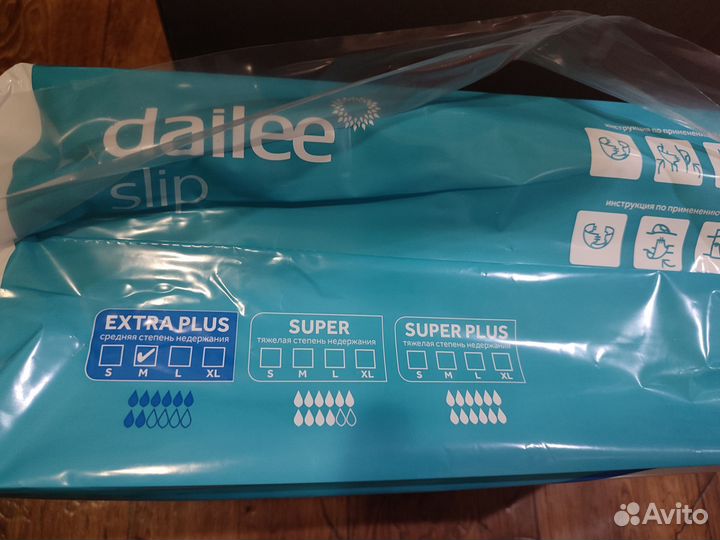 dailee
slip
инструкция по применению
инструкция по применению
EXTRA PLUS
средняя степень недержания
S M L XL
SUPER
тяжелая степень недержания
S M L XL
SUPER PLUS
тяжелая степень недержания
S M L XL
Avito